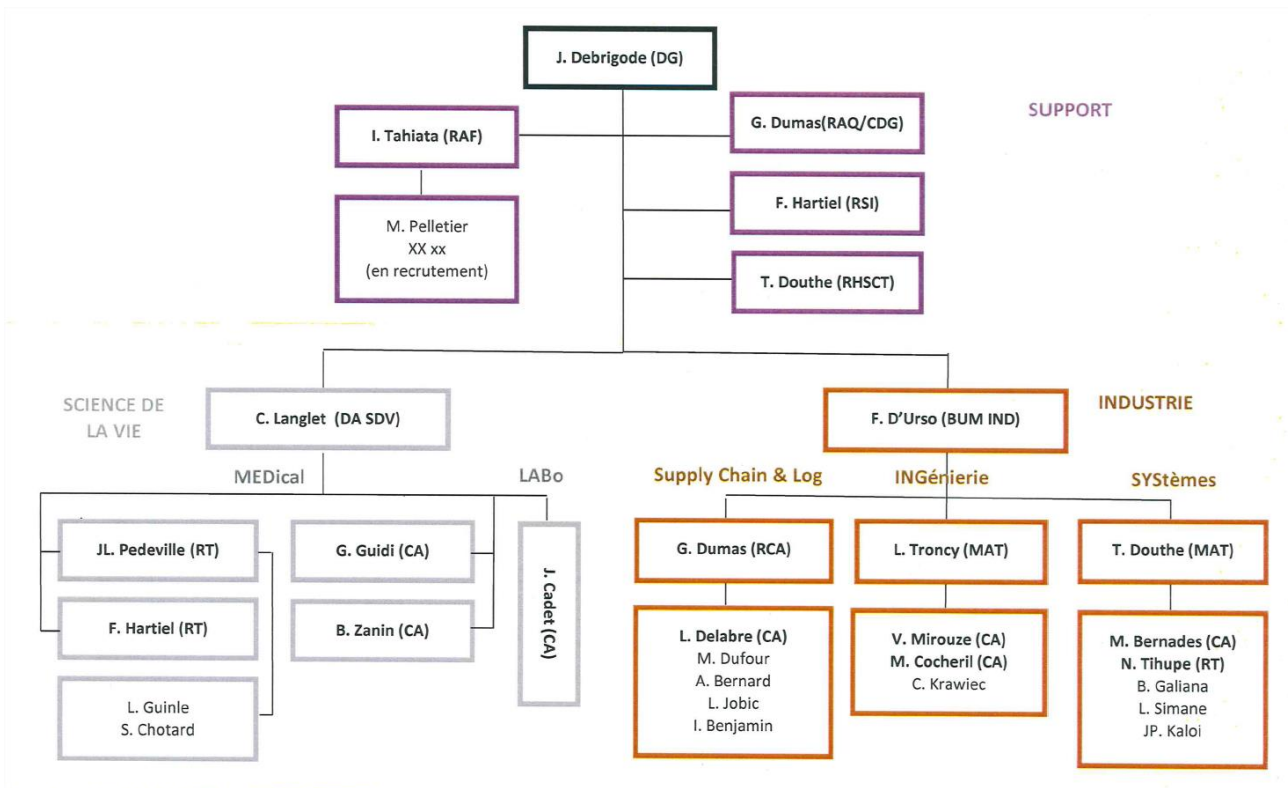 J. Debrigode (DG)
SUPPORT
I. Tahiata (RAF)
G. Dumas(RAQ/CDG)
M. Pelletier
XX xx
(en recrutement)
F. Hartiel (RSI)
T. Douthe (RHSCT)
SCIENCE DE
LA VIE
C. Langlet (DA SDV)
F. D'Urso (BUM IND)
INDUSTRIE
MEDical
LABo
Supply Chain & Log
INGénierie
SYStèmes
JL. Pedeville (RT)
G. Guidi (CA)
J. Cadet (CA)
F. Hartiel (RT)
B. Zanin (CA)
L. Guinle
S. Chotard
G. Dumas (RCA)
L. Troncy (MAT)
T. Douthe (MAT)
L. Delabre (CA)
M. Dufour
A. Bernard
L. Jobic
I. Benjamin
V. Mirouze (CA)
M. Cocheril (CA)
C. Krawiec
M. Bernades (CA)
N. Tihupe (RT)
B. Galiana
L. Simane
JP. Kaloi